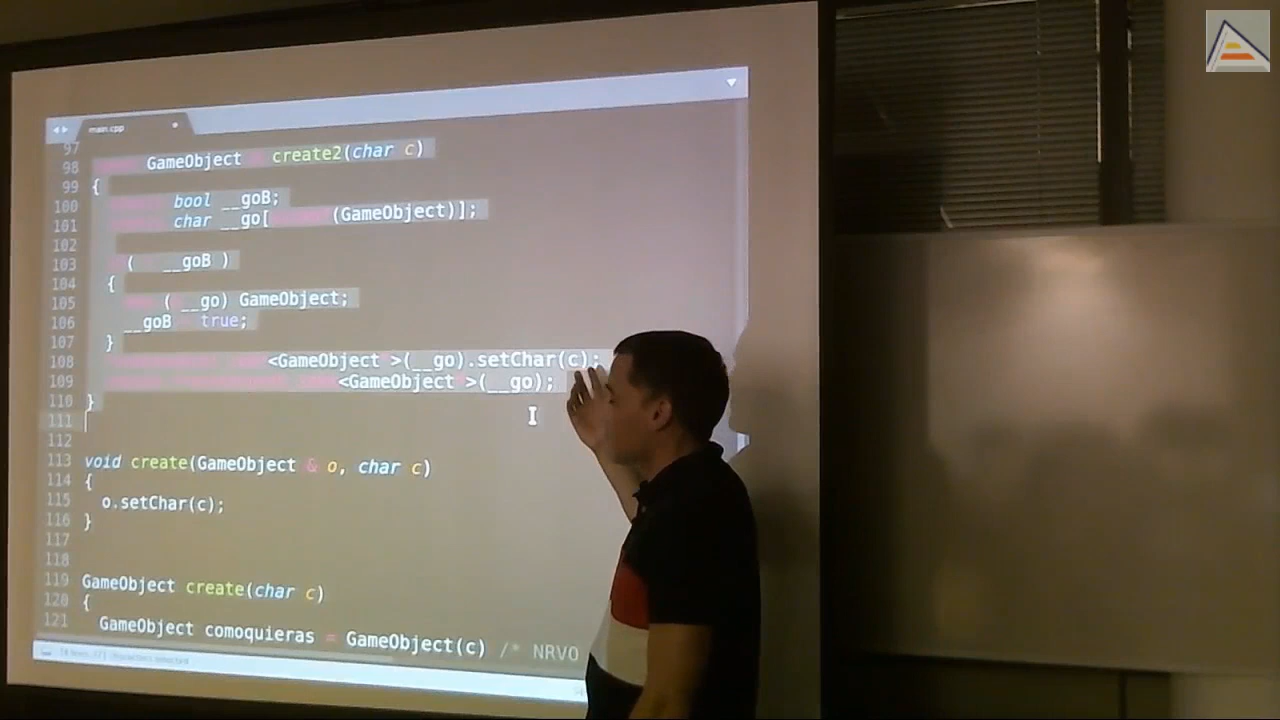 main.cpp
97
98 GameObject create2(char c)
99 {
100 bool __goB;
101 char __go[ (GameObject)];
102
103 ( __goB )
104 {
105 ( __go) GameObject;
106 __goB true;
107 }
108 <GameObject >(__go).setChar(c);
109 <GameObject >(__go);
110 }
111
112
113 void create(GameObject & o, char c)
114 {
115 o.setChar(c);
116 }
117
118
119 GameObject create(char c)
120 {
121 GameObject comoquieras = GameObject(c) /* NRVO